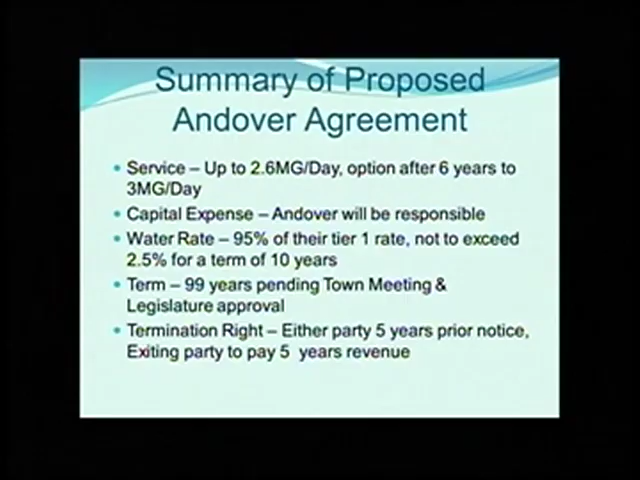 Summary of Proposed
Andover Agreement
• Service – Up to 2.6MG/Day, option after 6 years to
3MG/Day
• Capital Expense – Andover will be responsible
• Water Rate – 95% of their tier 1 rate, not to exceed
2.5% for a term of 10 years
• Term – 99 years pending Town Meeting &
Legislature approval
• Termination Right – Either party 5 years prior notice,
Exiting party to pay 5 years revenue